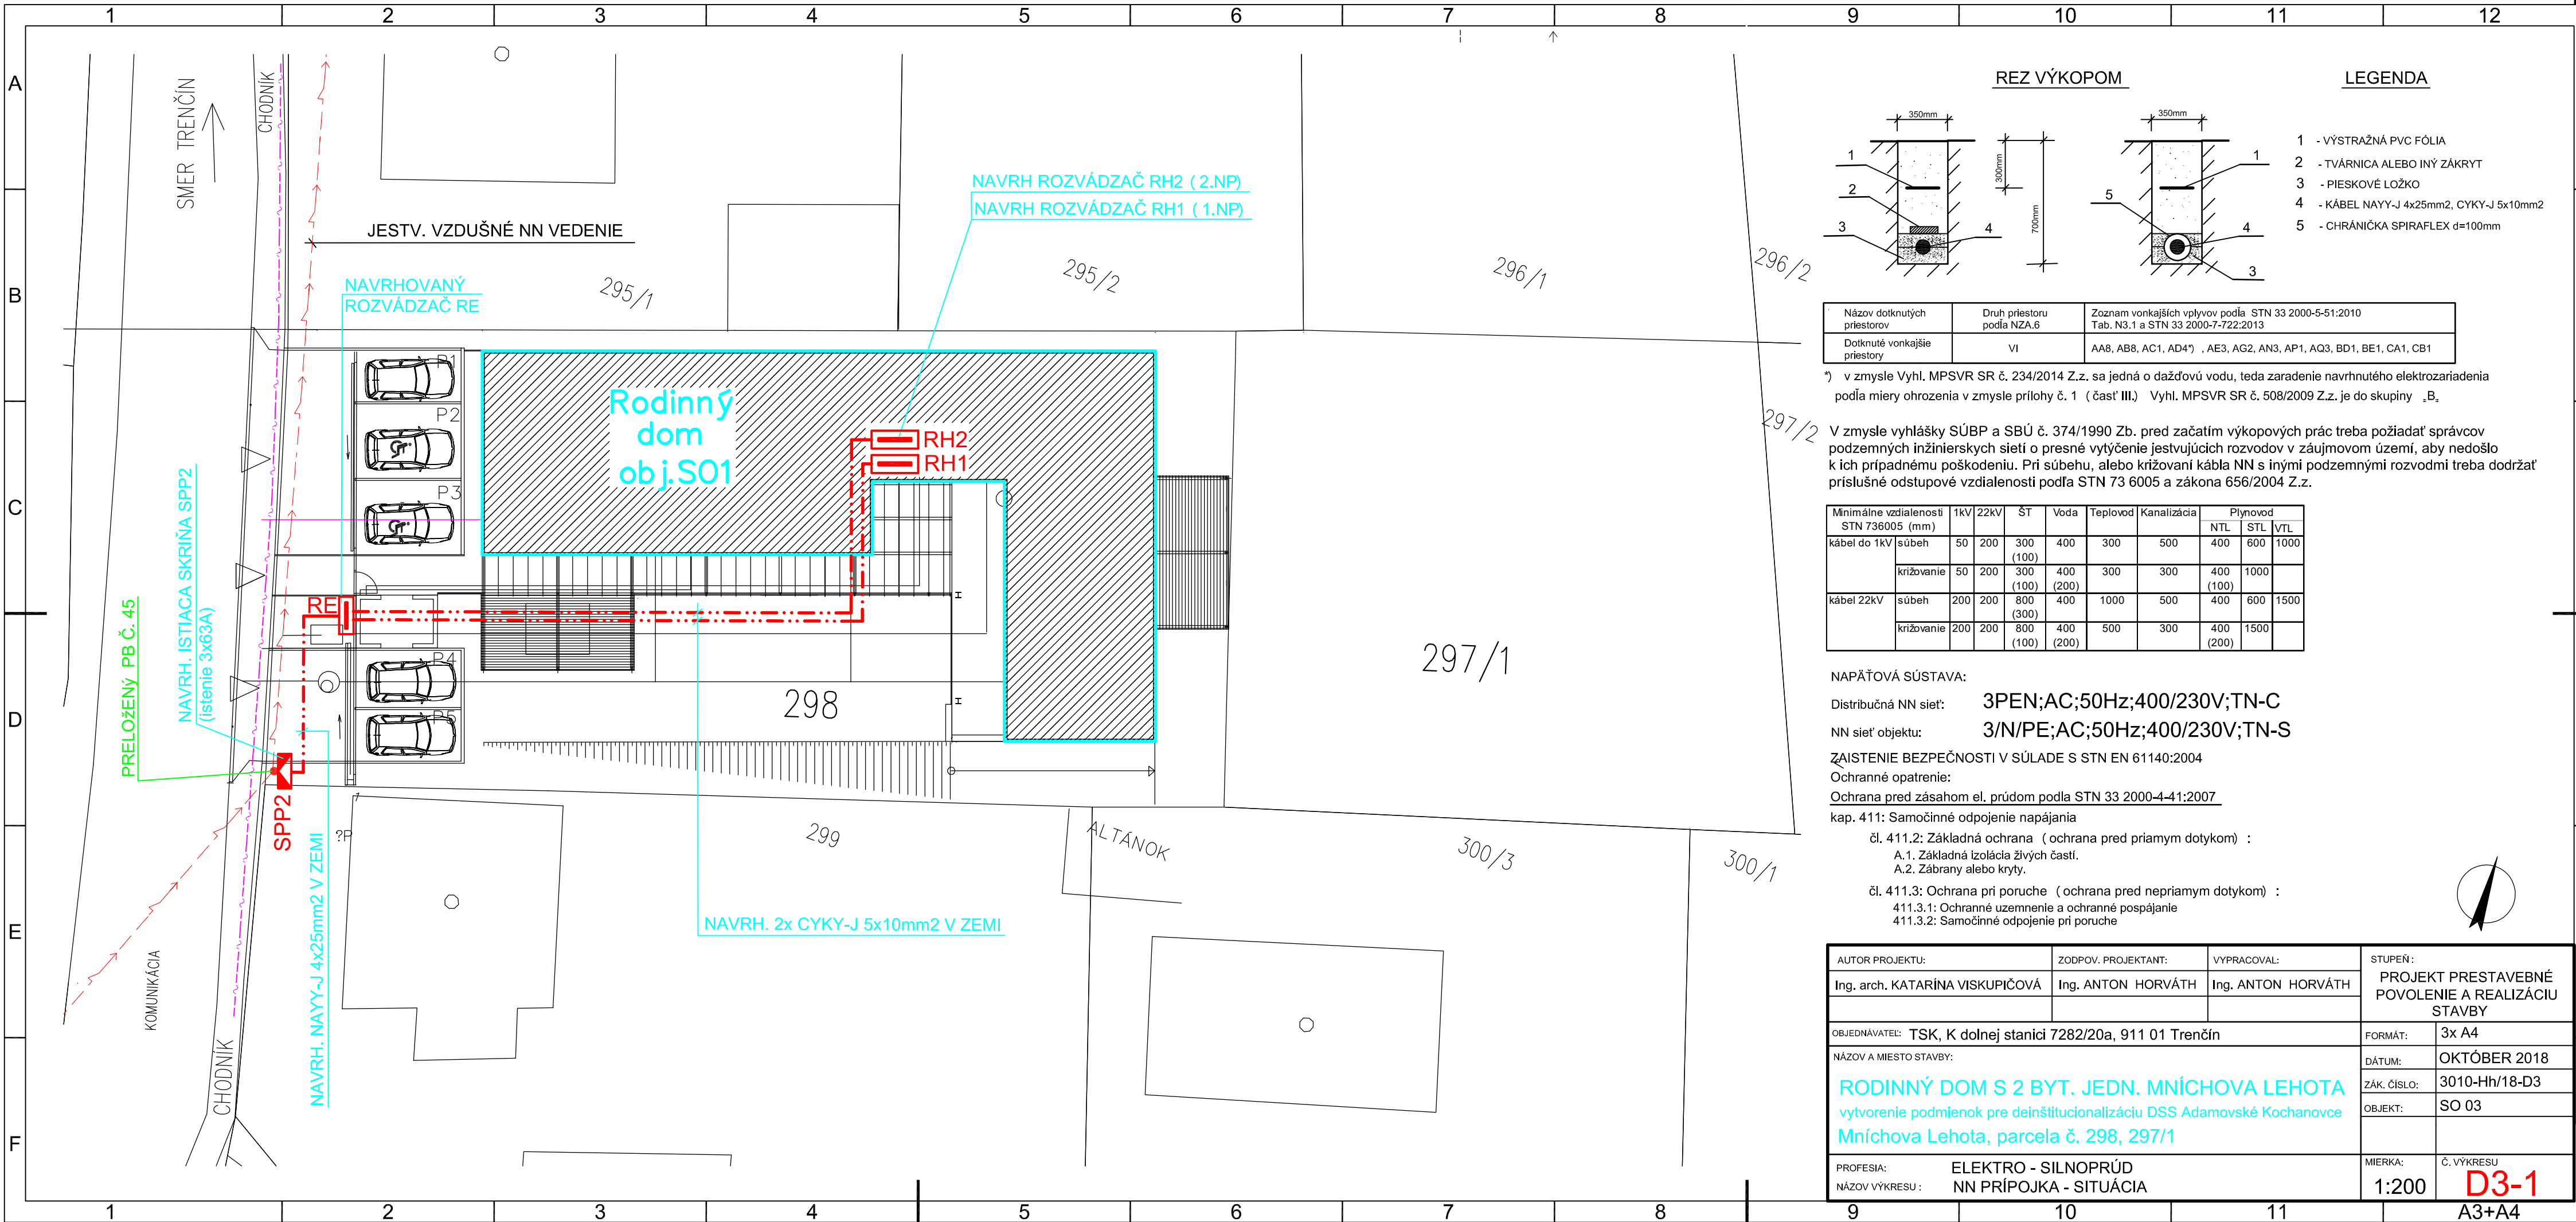 1 2 3 4 5 6 7 8 9 10 11 12
A
B
C
D
E
F
SMER TRENČÍN
CHODNÍK
JESTV. VZDUŠNÉ NN VEDENIE
NAVRHOVANÝ
ROZVÁDZAČ RE
NAVRH ROZVÁDZAČ RH2 ( 2.NP)
NAVRH ROZVÁDZAČ RH1 ( 1.NP)
295/1
295/2
296/1
296/2
297/2
P1
P2
P3
Rodinný
dom
obj.SO1
RH2
RH1
RE
P4
P5
298
297/1
PRELOŽENÝ PB Č. 45
NAVRH. ISTIACA SKRIŇA SPP2
(istenie 3x63A)
SPP2
NAVRH. NAYY-J 4x25mm2 V ZEMI
?P
299
ALTÁNOK
300/3
300/1
NAVRH. 2x CYKY-J 5x10mm2 V ZEMI
KOMUNIKÁCIA
CHODNÍK
REZ VÝKOPOM
350mm
300mm
700mm
1
2
3
4
350mm
1
5
4
3
LEGENDA
1 - VÝSTRAŽNÁ PVC FÓLIA
2 - TVÁRNICA ALEBO INÝ ZÁKRYT
3 - PIESKOVÉ LOŽKO
4 - KÁBEL NAYY-J 4x25mm2, CYKY-J 5x10mm2
5 - CHRÁNIČKA SPIRAFLEX d=100mm
Názov dotknutých priestorov | Druh priestoru podľa NZA.6 | Zoznam vonkajších vplyvov podľa STN 33 2000-5-51:2010 Tab. N3.1 a STN 33 2000-7-722:2013
Dotknuté vonkajšie priestory | VI | AA8, AB8, AC1, AD4*) , AE3, AG2, AN3, AP1, AQ3, BD1, BE1, CA1, CB1
*) v zmysle Vyhl. MPSVR SR č. 234/2014 Z.z. sa jedná o dažďovú vodu, teda zaradenie navrhnutého elektrozariadenia
podľa miery ohrozenia v zmysle prílohy č. 1 ( časť III.) Vyhl. MPSVR SR č. 508/2009 Z.z. je do skupiny „B„
V zmysle vyhlášky SÚBP a SBÚ č. 374/1990 Zb. pred začatím výkopových prác treba požiadať správcov
podzemných inžinierskych sietí o presné vytýčenie jestvujúcich rozvodov v záujmovom území, aby nedošlo
k ich prípadnému poškodeniu. Pri súbehu, alebo križovaní kábla NN s inými podzemnými rozvodmi treba dodržať
príslušné odstupové vzdialenosti podľa STN 73 6005 a zákona 656/2004 Z.z.
Minimálne vzdialenosti STN 736005 (mm) | 1kV | 22kV | ŠT | Voda | Teplovod | Kanalizácia | Plynovod
NTL | STL | VTL
kábel do 1kV | súbeh | 50 | 200 | 300 (100) | 400 | 300 | 500 | 400 | 600 | 1000
križovanie | 50 | 200 | 300 (100) | 400 (200) | 300 | 300 | 400 (100) | 1000
kábel 22kV | súbeh | 200 | 200 | 800 (300) | 400 | 1000 | 500 | 400 | 600 | 1500
križovanie | 200 | 200 | 800 (100) | 400 (200) | 500 | 300 | 400 (200) | 1500
NAPÄŤOVÁ SÚSTAVA:
Distribučná NN sieť: 3PEN;AC;50Hz;400/230V;TN-C
NN sieť objektu: 3/N/PE;AC;50Hz;400/230V;TN-S
ZAISTENIE BEZPEČNOSTI V SÚLADE S STN EN 61140:2004
Ochranné opatrenie:
Ochrana pred zásahom el. prúdom podla STN 33 2000-4-41:2007
kap. 411: Samočinné odpojenie napájania
čl. 411.2: Základná ochrana ( ochrana pred priamym dotykom) :
A.1. Základná izolácia živých častí.
A.2. Zábrany alebo kryty.
čl. 411.3: Ochrana pri poruche ( ochrana pred nepriamym dotykom) :
411.3.1: Ochranné uzemnenie a ochranné pospájanie
411.3.2: Samočinné odpojenie pri poruche
AUTOR PROJEKTU: ZODPOV. PROJEKTANT: VYPRACOVAL:
Ing. arch. KATARÍNA VISKUPIČOVÁ Ing. ANTON HORVÁTH Ing. ANTON HORVÁTH
STUPEŇ:
PROJEKT PRESTAVEBNÉ
POVOLENIE A REALIZÁCIU
STAVBY
OBJEDNÁVATEĽ: TSK, K dolnej stanici 7282/20a, 911 01 Trenčín
FORMÁT: 3x A4
NÁZOV A MIESTO STAVBY:
RODINNÝ DOM S 2 BYT. JEDN. MNÍCHOVA LEHOTA
vytvorenie podmienok pre deinštitucionalizáciu DSS Adamovské Kochanovce
Mníchova Lehota, parcela č. 298, 297/1
DÁTUM: OKTÓBER 2018
ZÁK. ČÍSLO: 3010-Hh/18-D3
OBJEKT: SO 03
PROFESIA: ELEKTRO - SILNOPRÚD
NÁZOV VÝKRESU : NN PRÍPOJKA - SITUÁCIA
MIERKA: 1:200
Č. VÝKRESU D3-1
1 2 3 4 5 6 7 8 9 10 11
A3+A4